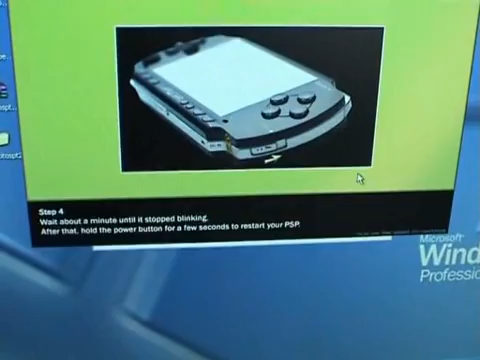 Step 4
Wait about a minute until it stopped blinking.
After that, hold the power button for a few seconds to restart your PSP.
Microsoft
Wind
Professio